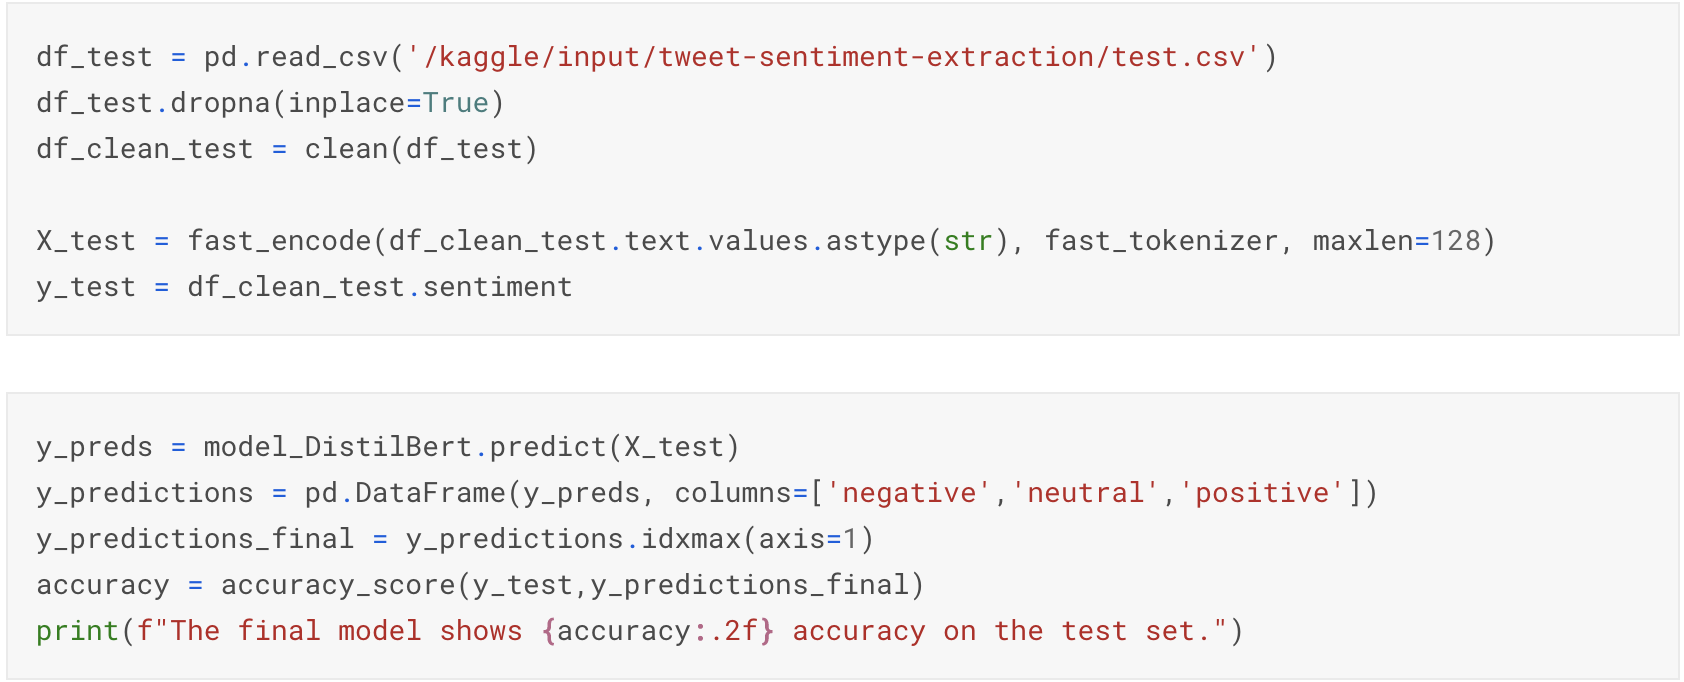 df_test = pd.read_csv('/kaggle/input/tweet-sentiment-extraction/test.csv')
df_test.dropna(inplace=True)
df_clean_test = clean(df_test)
X_test = fast_encode(df_clean_test.text.values.astype(str), fast_tokenizer, maxlen=128)
y_test = df_clean_test.sentiment
y_preds = model_DistilBert.predict(X_test)
y_predictions = pd.DataFrame(y_preds, columns=['negative','neutral','positive'])
y_predictions_final = y_predictions.idxmax(axis=1)
accuracy = accuracy_score(y_test,y_predictions_final)
print(f"The final model shows {accuracy:.2f} accuracy on the test set.")